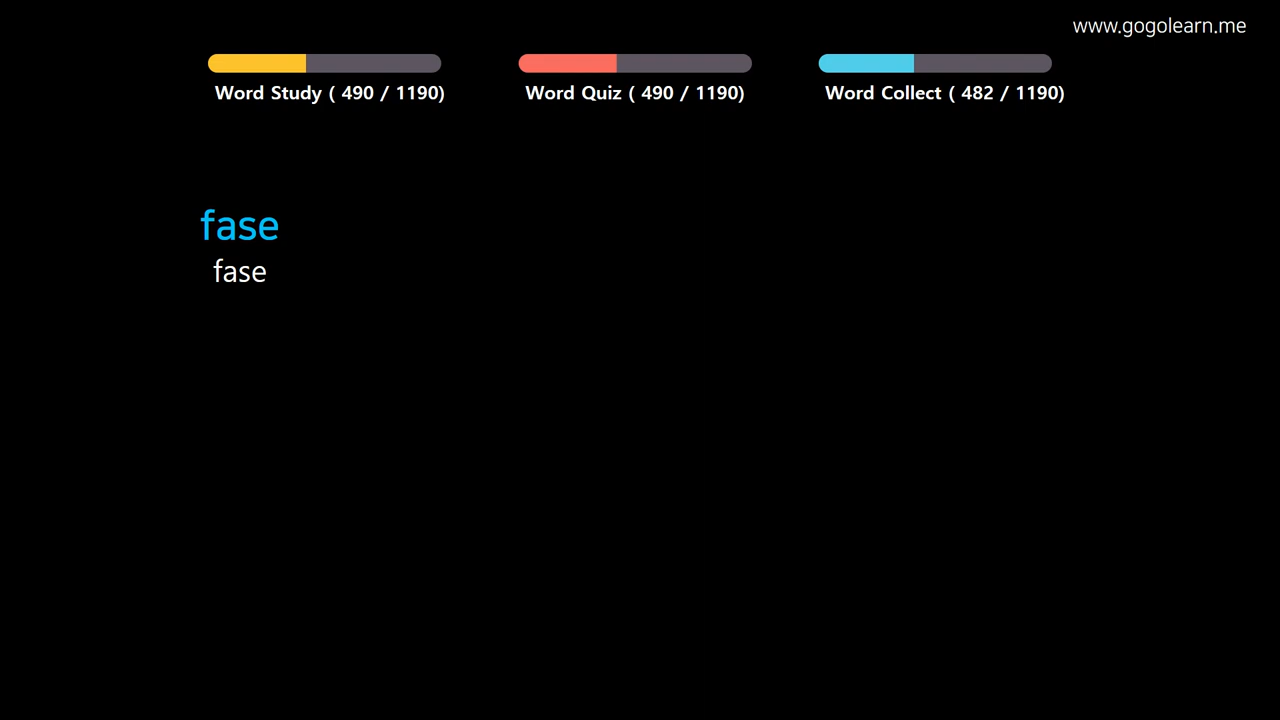 www.gogolearn.me
Word Study ( 490 / 1190)
Word Quiz ( 490 / 1190)
Word Collect ( 482 / 1190)
fase
fase